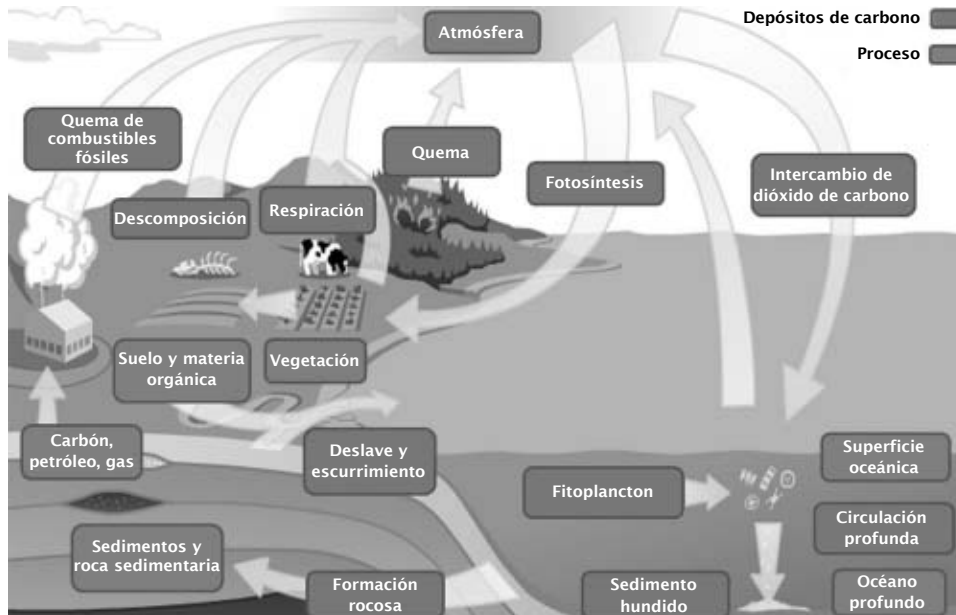 Depósitos de carbono
Proceso
Atmósfera
Quema de
combustibles
fósiles
Quema
Fotosíntesis
Intercambio de
dióxido de carbono
Descomposición
Respiración
Suelo y materia
orgánica
Vegetación
Carbón,
petróleo, gas
Deslave y
escurrimiento
Superficie
oceánica
Fitoplancton
Circulación
profunda
Sedimentos y
roca sedimentaria
Formación
rocosa
Sedimento
hundido
Océano
profundo